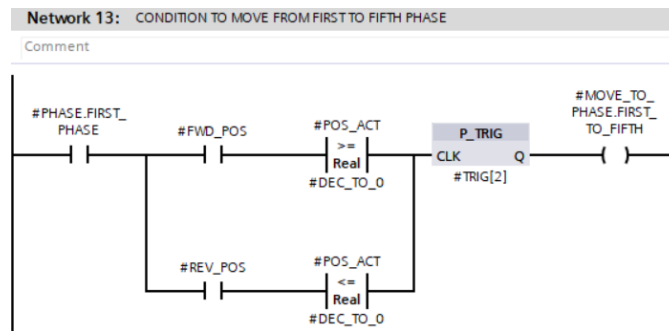 Network 13: CONDITION TO MOVE FROM FIRST TO FIFTH PHASE
Comment
#PHASE.FIRST_
PHASE
#FWD_POS
#POS_ACT
>=
Real
#DEC_TO_0
P_TRIG
CLK Q
#TRIG[2]
#MOVE_TO_
PHASE.FIRST_
TO_FIFTH
#REV_POS
#POS_ACT
<=
Real
#DEC_TO_0